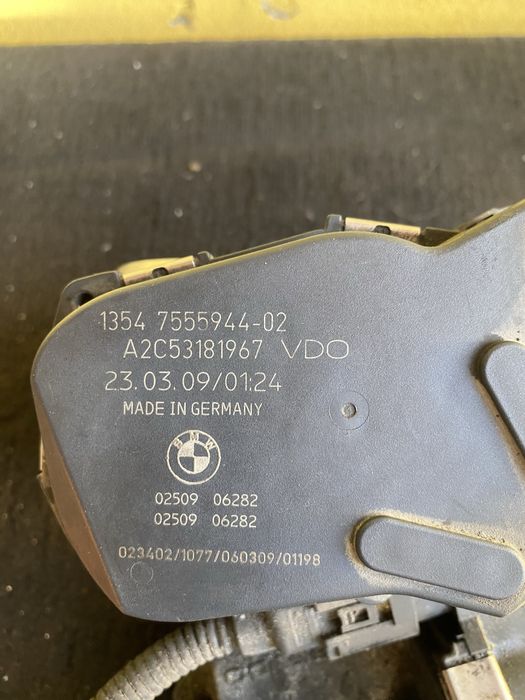 1354 7555944-02
A2C53181967 VDO
23.03.09/01:24
MADE IN GERMANY
BMW
02509 06282
02509 06282
023402/1077/060309/01198